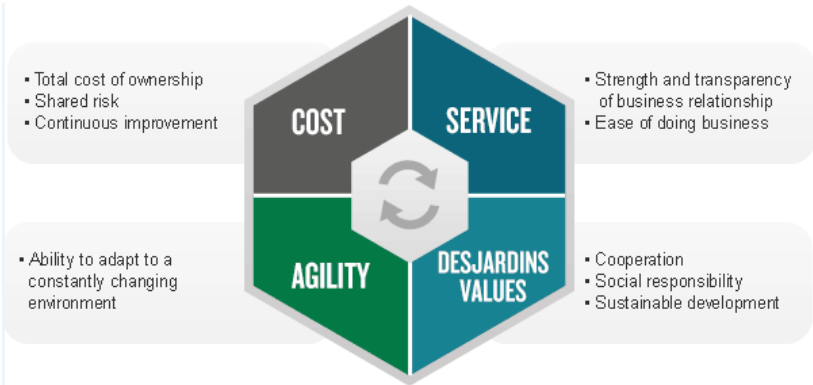 ▪ Total cost of ownership
▪ Shared risk
▪ Continuous improvement
COST
SERVICE
▪ Strength and transparency
of business relationship
▪ Ease of doing business
▪ Ability to adapt to a
constantly changing
environment
AGILITY
DESJARDINS
VALUES
▪ Cooperation
▪ Social responsibility
▪ Sustainable development